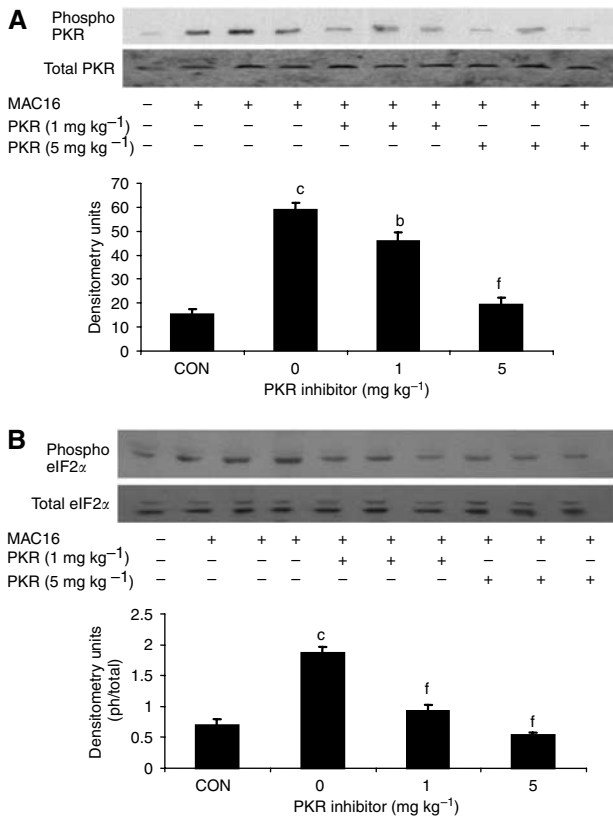 A
Phospho
PKR
Total PKR
MAC16 – + + + + + + + + +
PKR (1 mg kg⁻¹) – – – – + + + – – –
PKR (5 mg kg⁻¹) – – – – – – – + + +
70
60
50
40
30
20
10
0
Densitometry units
c
b
f
CON 0 1 5
PKR inhibitor (mg kg⁻¹)
B
Phospho
eIF2α
Total eIF2α
MAC16 – + + + + + + + + +
PKR (1 mg kg⁻¹) – – – – + + + – – –
PKR (5 mg kg⁻¹) – – – – – – – + + +
2.5
2
1.5
1
0.5
0
Densitometry units
(ph/total)
c
f
f
CON 0 1 5
PKR inhibitor (mg kg⁻¹)